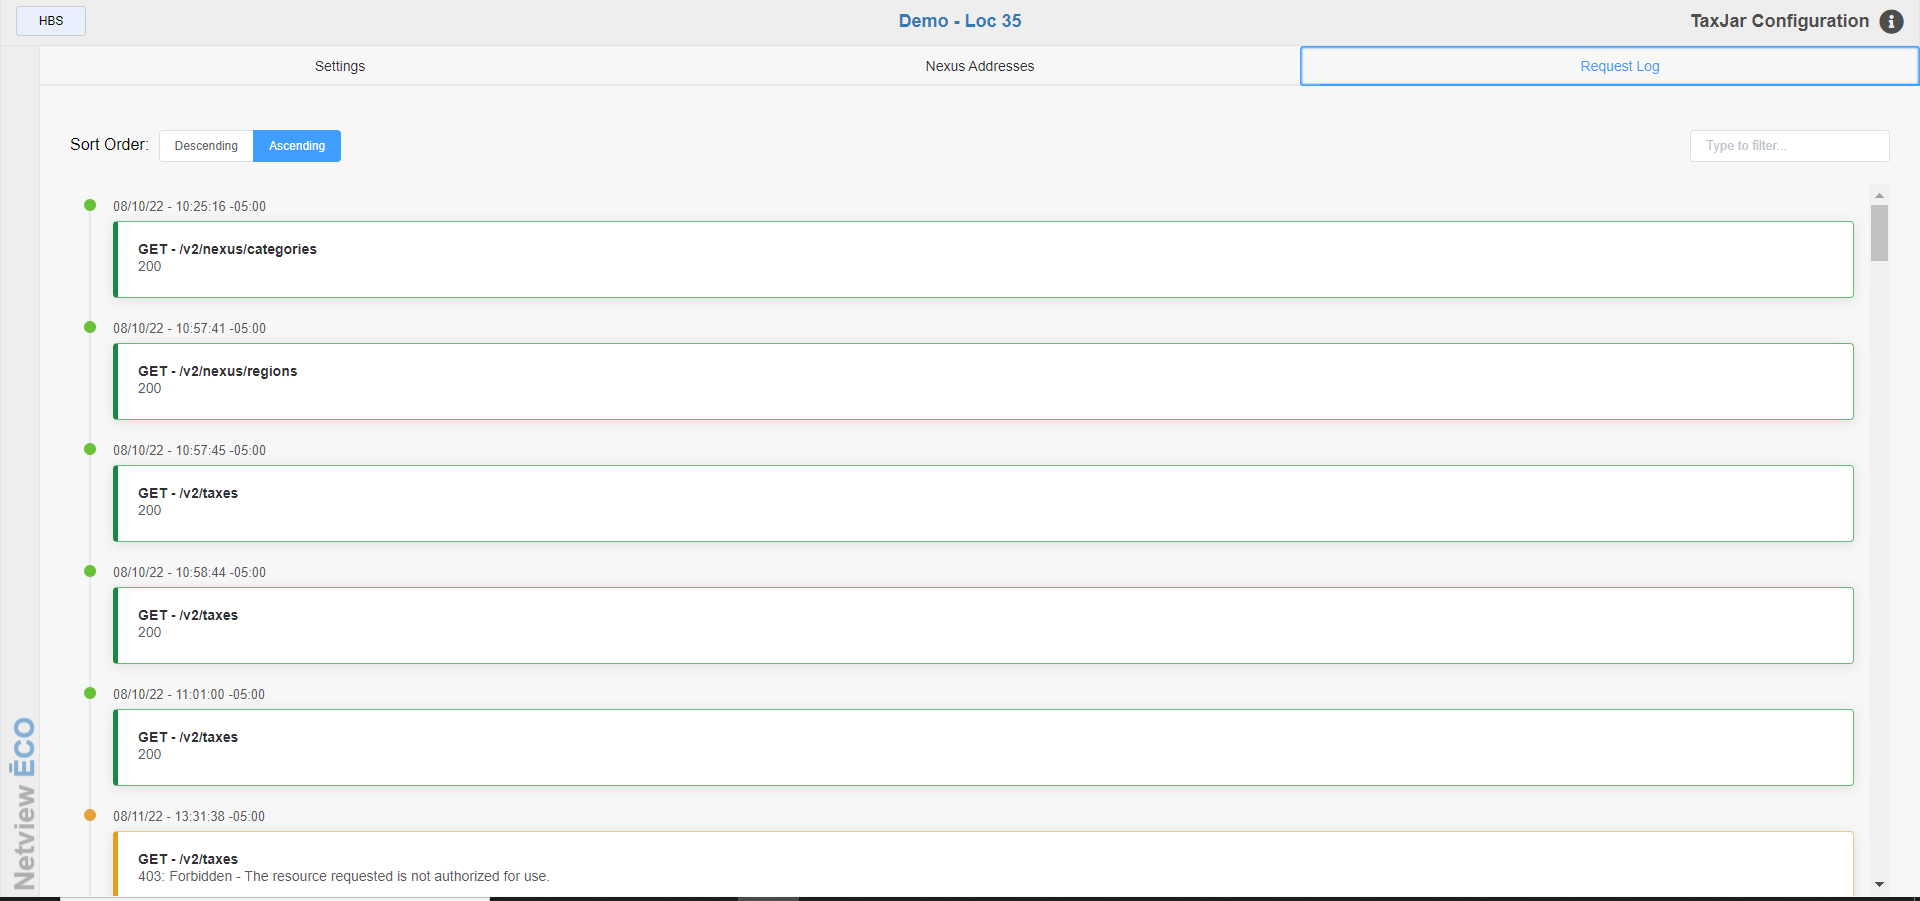 HBS
Demo - Loc 35
TaxJar Configuration
Settings
Nexus Addresses
Request Log
Sort Order:
Descending
Ascending
Type to filter...
08/10/22 - 10:25:16 -05:00
GET - /v2/nexus/categories
200
08/10/22 - 10:57:41 -05:00
GET - /v2/nexus/regions
200
08/10/22 - 10:57:45 -05:00
GET - /v2/taxes
200
08/10/22 - 10:58:44 -05:00
GET - /v2/taxes
200
08/10/22 - 11:01:00 -05:00
GET - /v2/taxes
200
08/11/22 - 13:31:38 -05:00
GET - /v2/taxes
403: Forbidden - The resource requested is not authorized for use.
Netview ĒCO